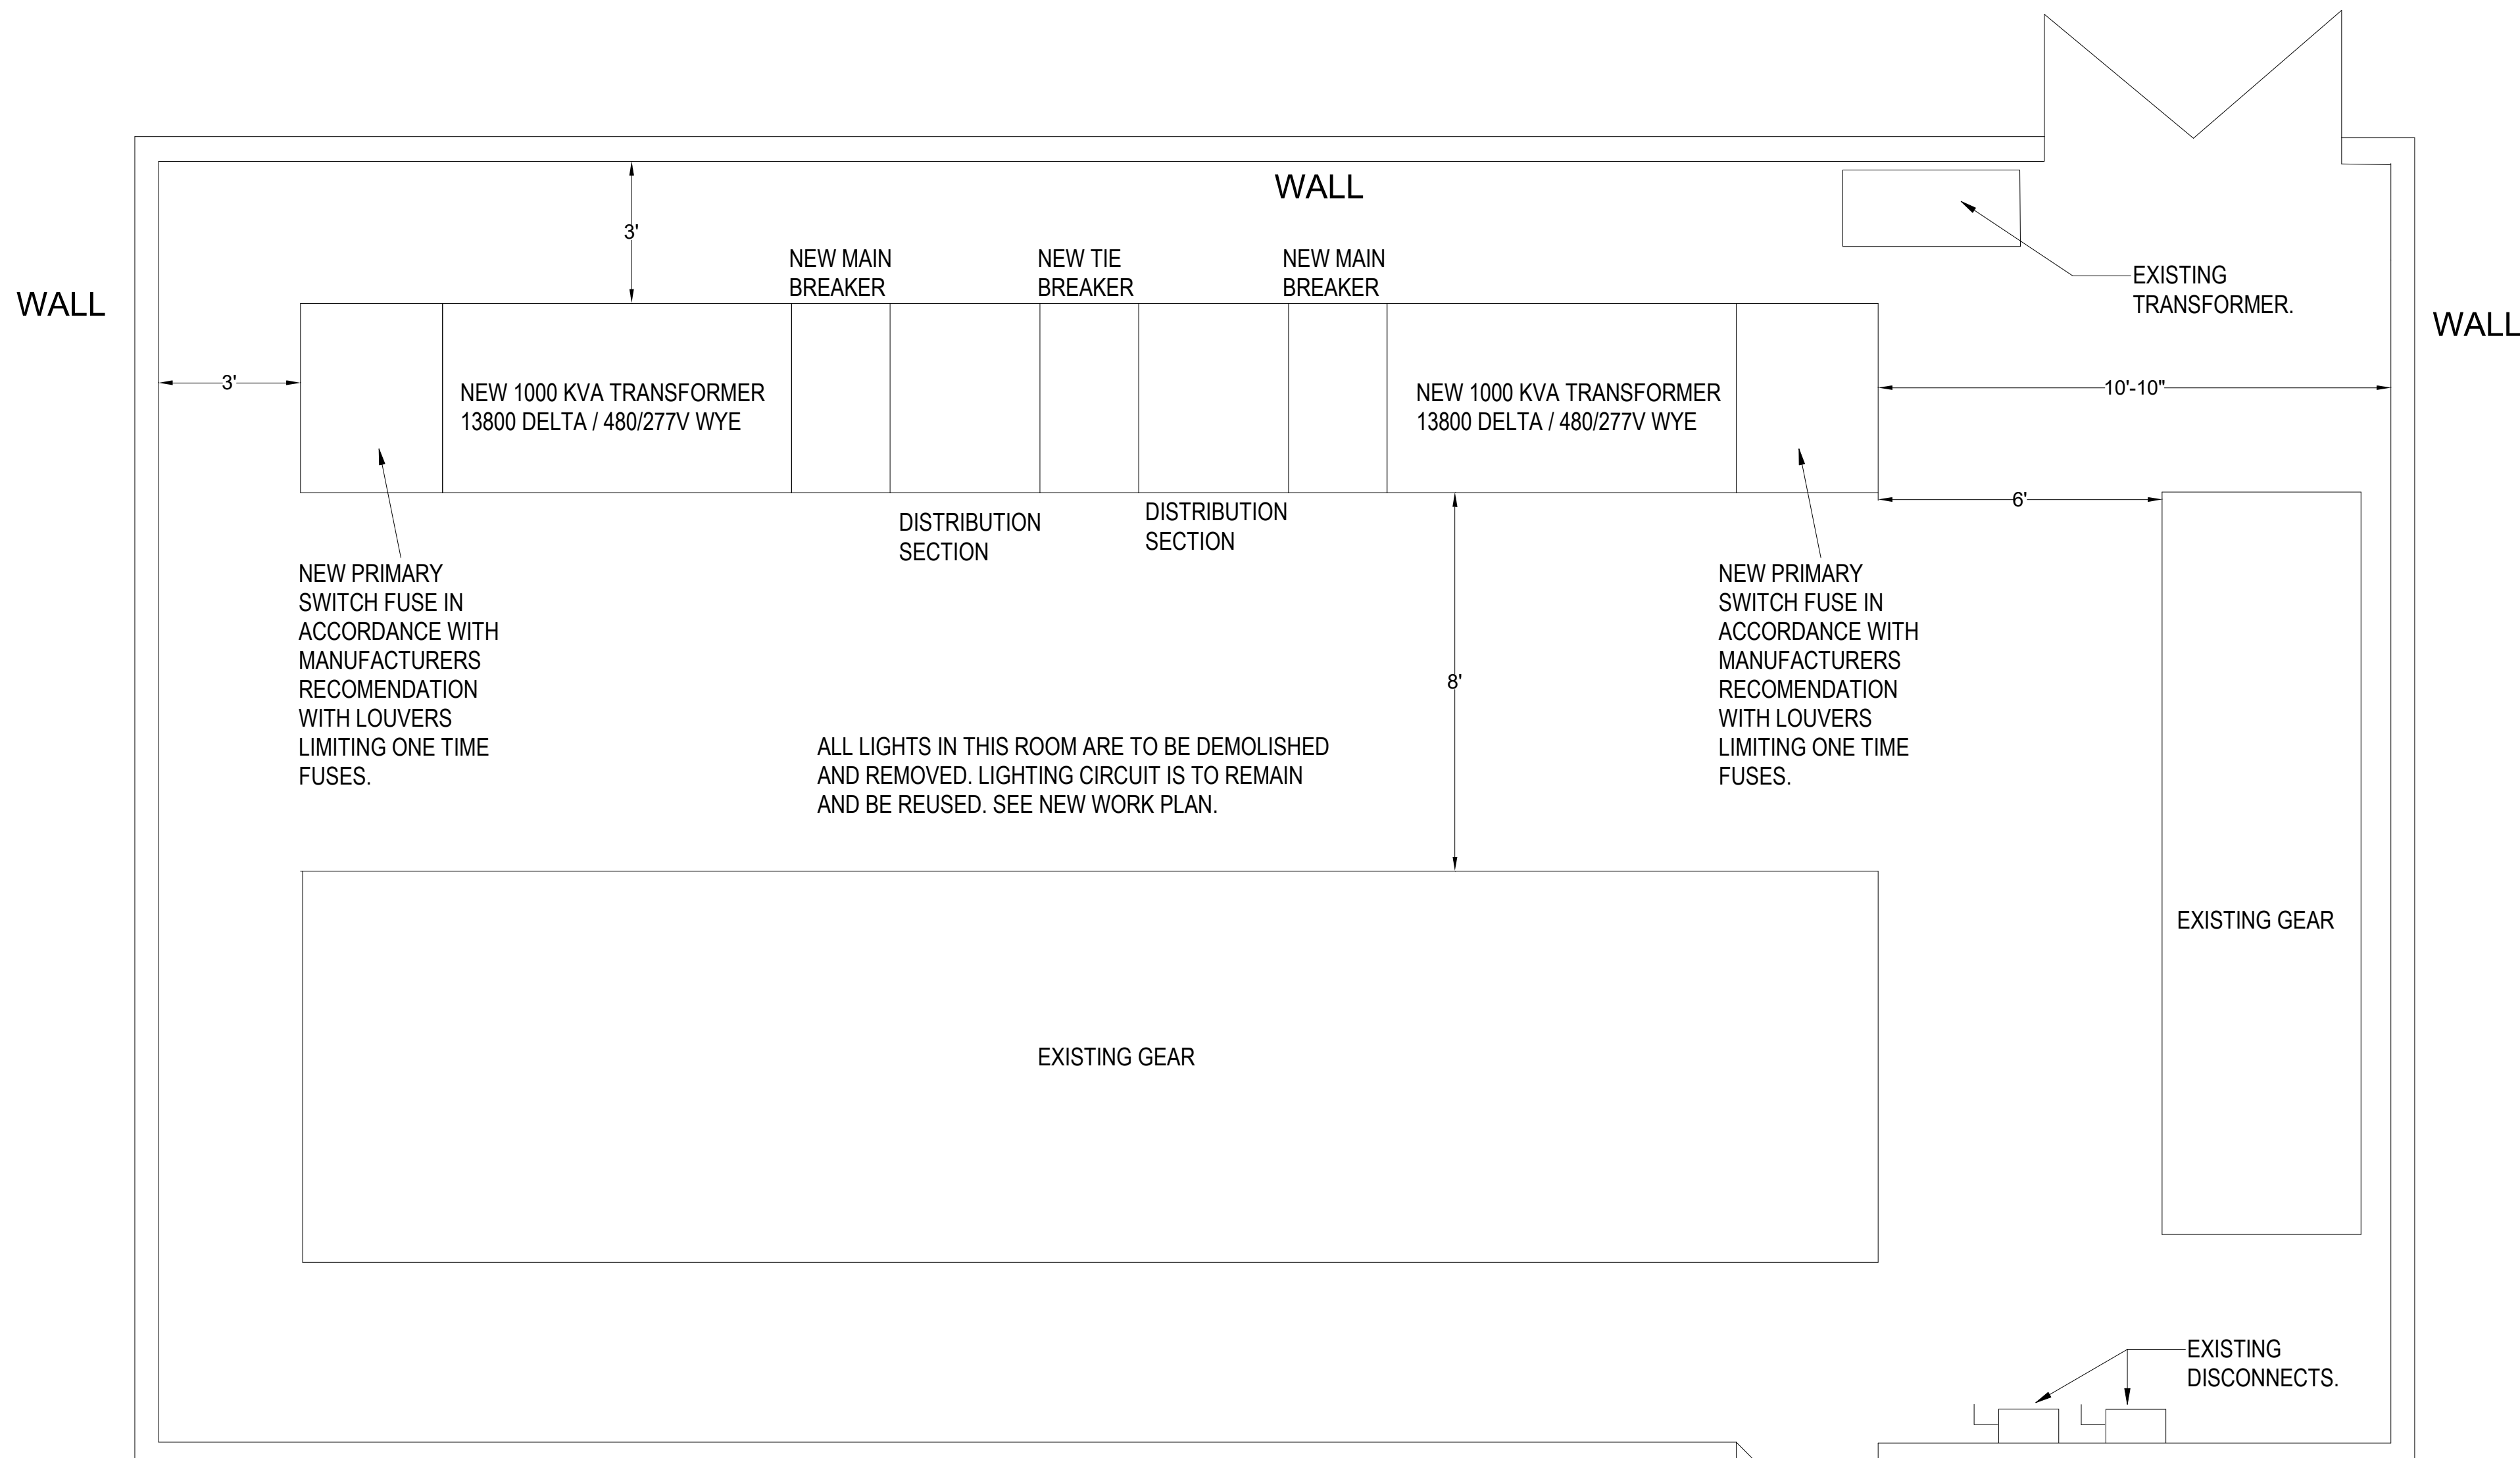 WALL
3'
NEW MAIN
BREAKER
NEW TIE
BREAKER
NEW MAIN
BREAKER
EXISTING
TRANSFORMER.
WALL
WALL
3'
NEW 1000 KVA TRANSFORMER
13800 DELTA / 480/277V WYE
NEW 1000 KVA TRANSFORMER
13800 DELTA / 480/277V WYE
10'-10"
6'
DISTRIBUTION
SECTION
DISTRIBUTION
SECTION
NEW PRIMARY
SWITCH FUSE IN
ACCORDANCE WITH
MANUFACTURERS
RECOMENDATION
WITH LOUVERS
LIMITING ONE TIME
FUSES.
NEW PRIMARY
SWITCH FUSE IN
ACCORDANCE WITH
MANUFACTURERS
RECOMENDATION
WITH LOUVERS
LIMITING ONE TIME
FUSES.
8'
ALL LIGHTS IN THIS ROOM ARE TO BE DEMOLISHED
AND REMOVED. LIGHTING CIRCUIT IS TO REMAIN
AND BE REUSED. SEE NEW WORK PLAN.
EXISTING GEAR
EXISTING GEAR
EXISTING
DISCONNECTS.